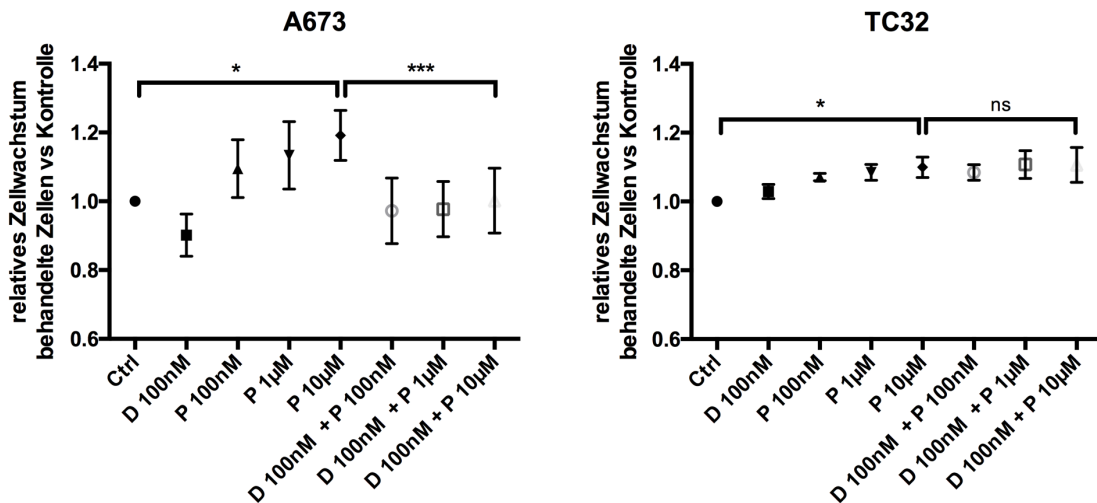 A673
relatives Zellwachstum
behandelte Zellen vs Kontrolle
1.4
1.2
1.0
0.8
0.6
*
***
Ctrl
D 100nM
P 100nM
P 1µM
P 10µM
D 100nM + P 100nM
D 100nM + P 1µM
D 100nM + P 10µM
TC32
relatives Zellwachstum
behandelte Zellen vs Kontrolle
1.4
1.2
1.0
0.8
0.6
*
ns
Ctrl
D 100nM
P 100nM
P 1µM
P 10µM
D 100nM + P 100nM
D 100nM + P 1µM
D 100nM + P 10µM